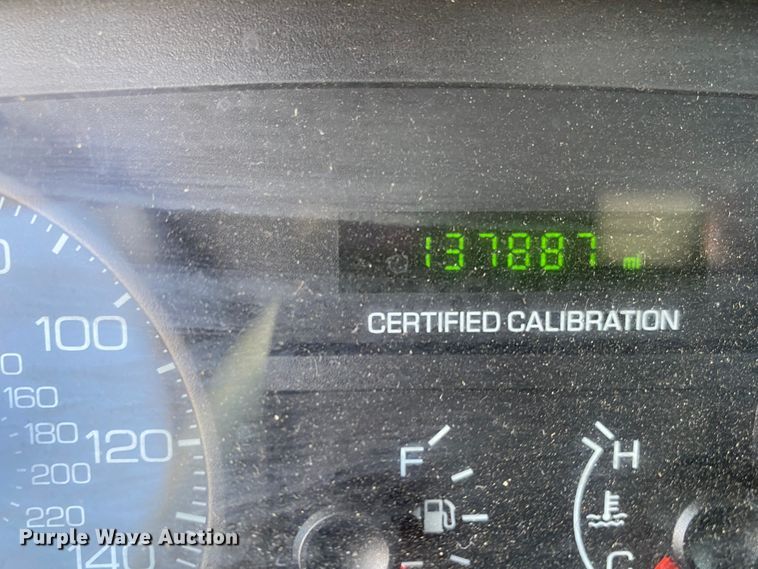 137887 mi
CERTIFIED CALIBRATION
100
160
180 120
200
220
140
F H
C
Purple Wave Auction